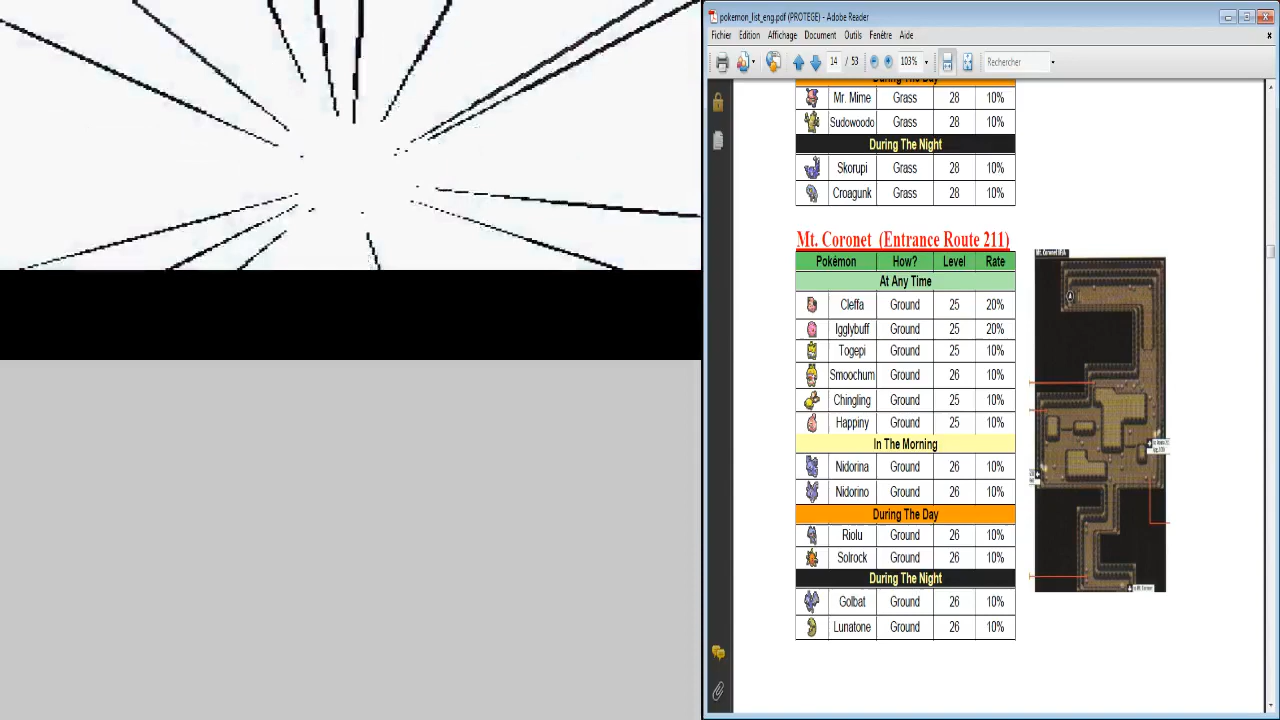 pokemon_list_eng.pdf (PROTEGE) - Adobe Reader
Fichier Edition Affichage Document Outils Fenêtre Aide
14 / 53 103% Rechercher
During The Day
Mr. Mime Grass 28 10%
Sudowoodo Grass 28 10%
During The Night
Skorupi Grass 28 10%
Croagunk Grass 28 10%
Mt. Coronet (Entrance Route 211)
Pokémon How? Level Rate
At Any Time
Cleffa Ground 25 20%
Igglybuff Ground 25 20%
Togepi Ground 25 10%
Smoochum Ground 26 10%
Chingling Ground 25 10%
Happiny Ground 25 10%
In The Morning
Nidorina Ground 26 10%
Nidorino Ground 26 10%
During The Day
Riolu Ground 26 10%
Solrock Ground 26 10%
During The Night
Golbat Ground 26 10%
Lunatone Ground 26 10%